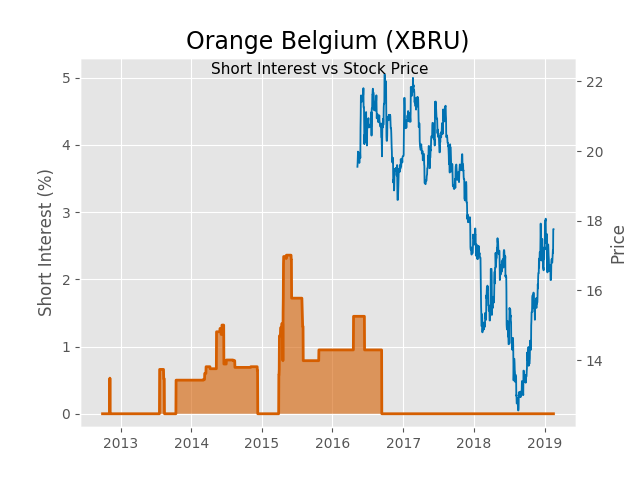 Orange Belgium (XBRU)
Short Interest vs Stock Price
Short Interest (%)
5
4
3
2
1
0
22
20
18
16
14
Price
2013 2014 2015 2016 2017 2018 2019